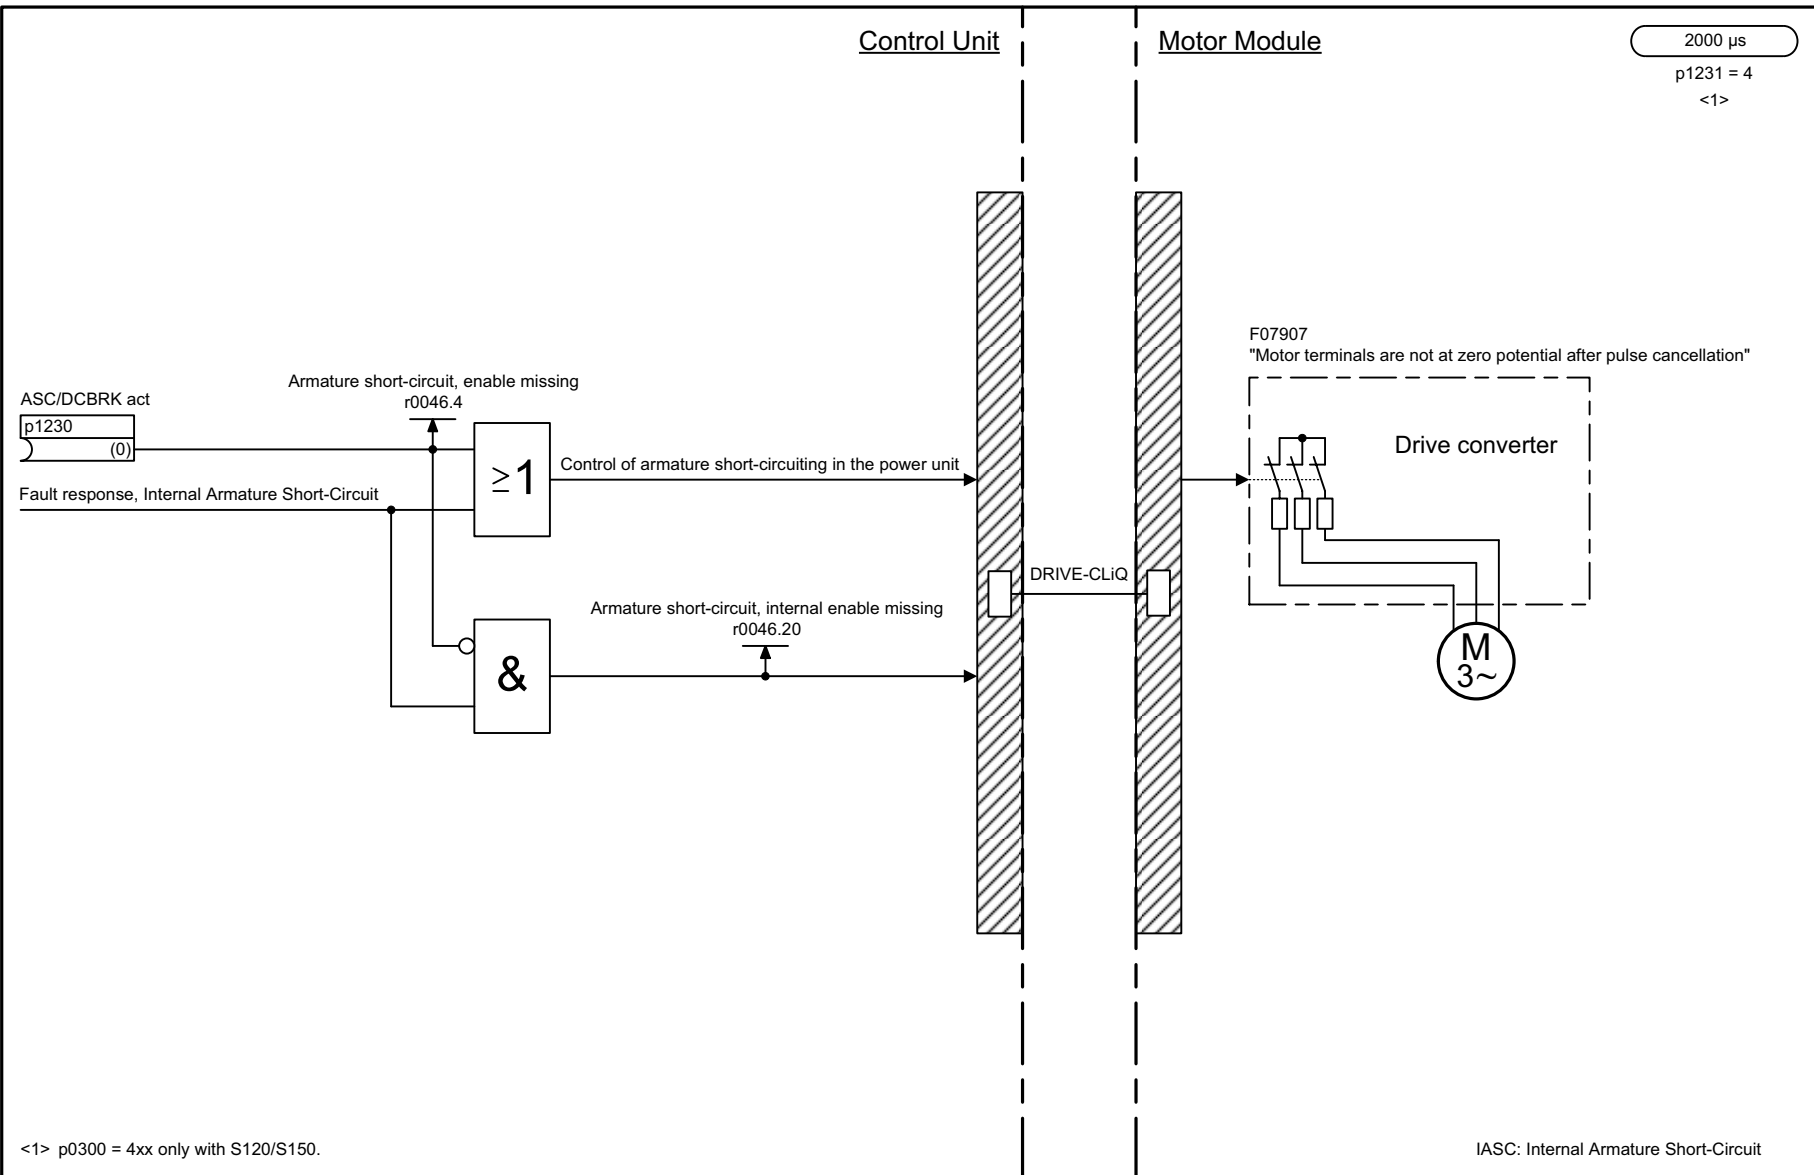 Control Unit
Motor Module
2000 µs
p1231 = 4
<1>
F07907
"Motor terminals are not at zero potential after pulse cancellation"
Armature short-circuit, enable missing
r0046.4
ASC/DCBRK act
p1230
(0)
≥1
Control of armature short-circuiting in the power unit
Drive converter
Fault response, Internal Armature Short-Circuit
DRIVE-CLiQ
Armature short-circuit, internal enable missing
r0046.20
&
M
3~
<1> p0300 = 4xx only with S120/S150.
IASC: Internal Armature Short-Circuit